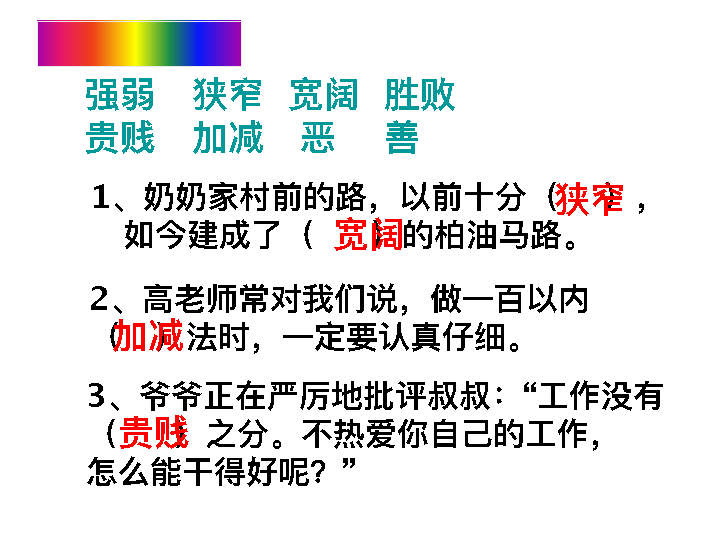 强弱 狭窄 宽阔 胜败
贵贱 加减 恶 善
1、奶奶家村前的路，以前十分（狭窄），
如今建成了（宽阔）的柏油马路。
2、高老师常对我们说，做一百以内
（加减）法时，一定要认真仔细。
3、爷爷正在严厉地批评叔叔：“工作没有
（贵贱）之分。不热爱你自己的工作，
怎么能干得好呢？”